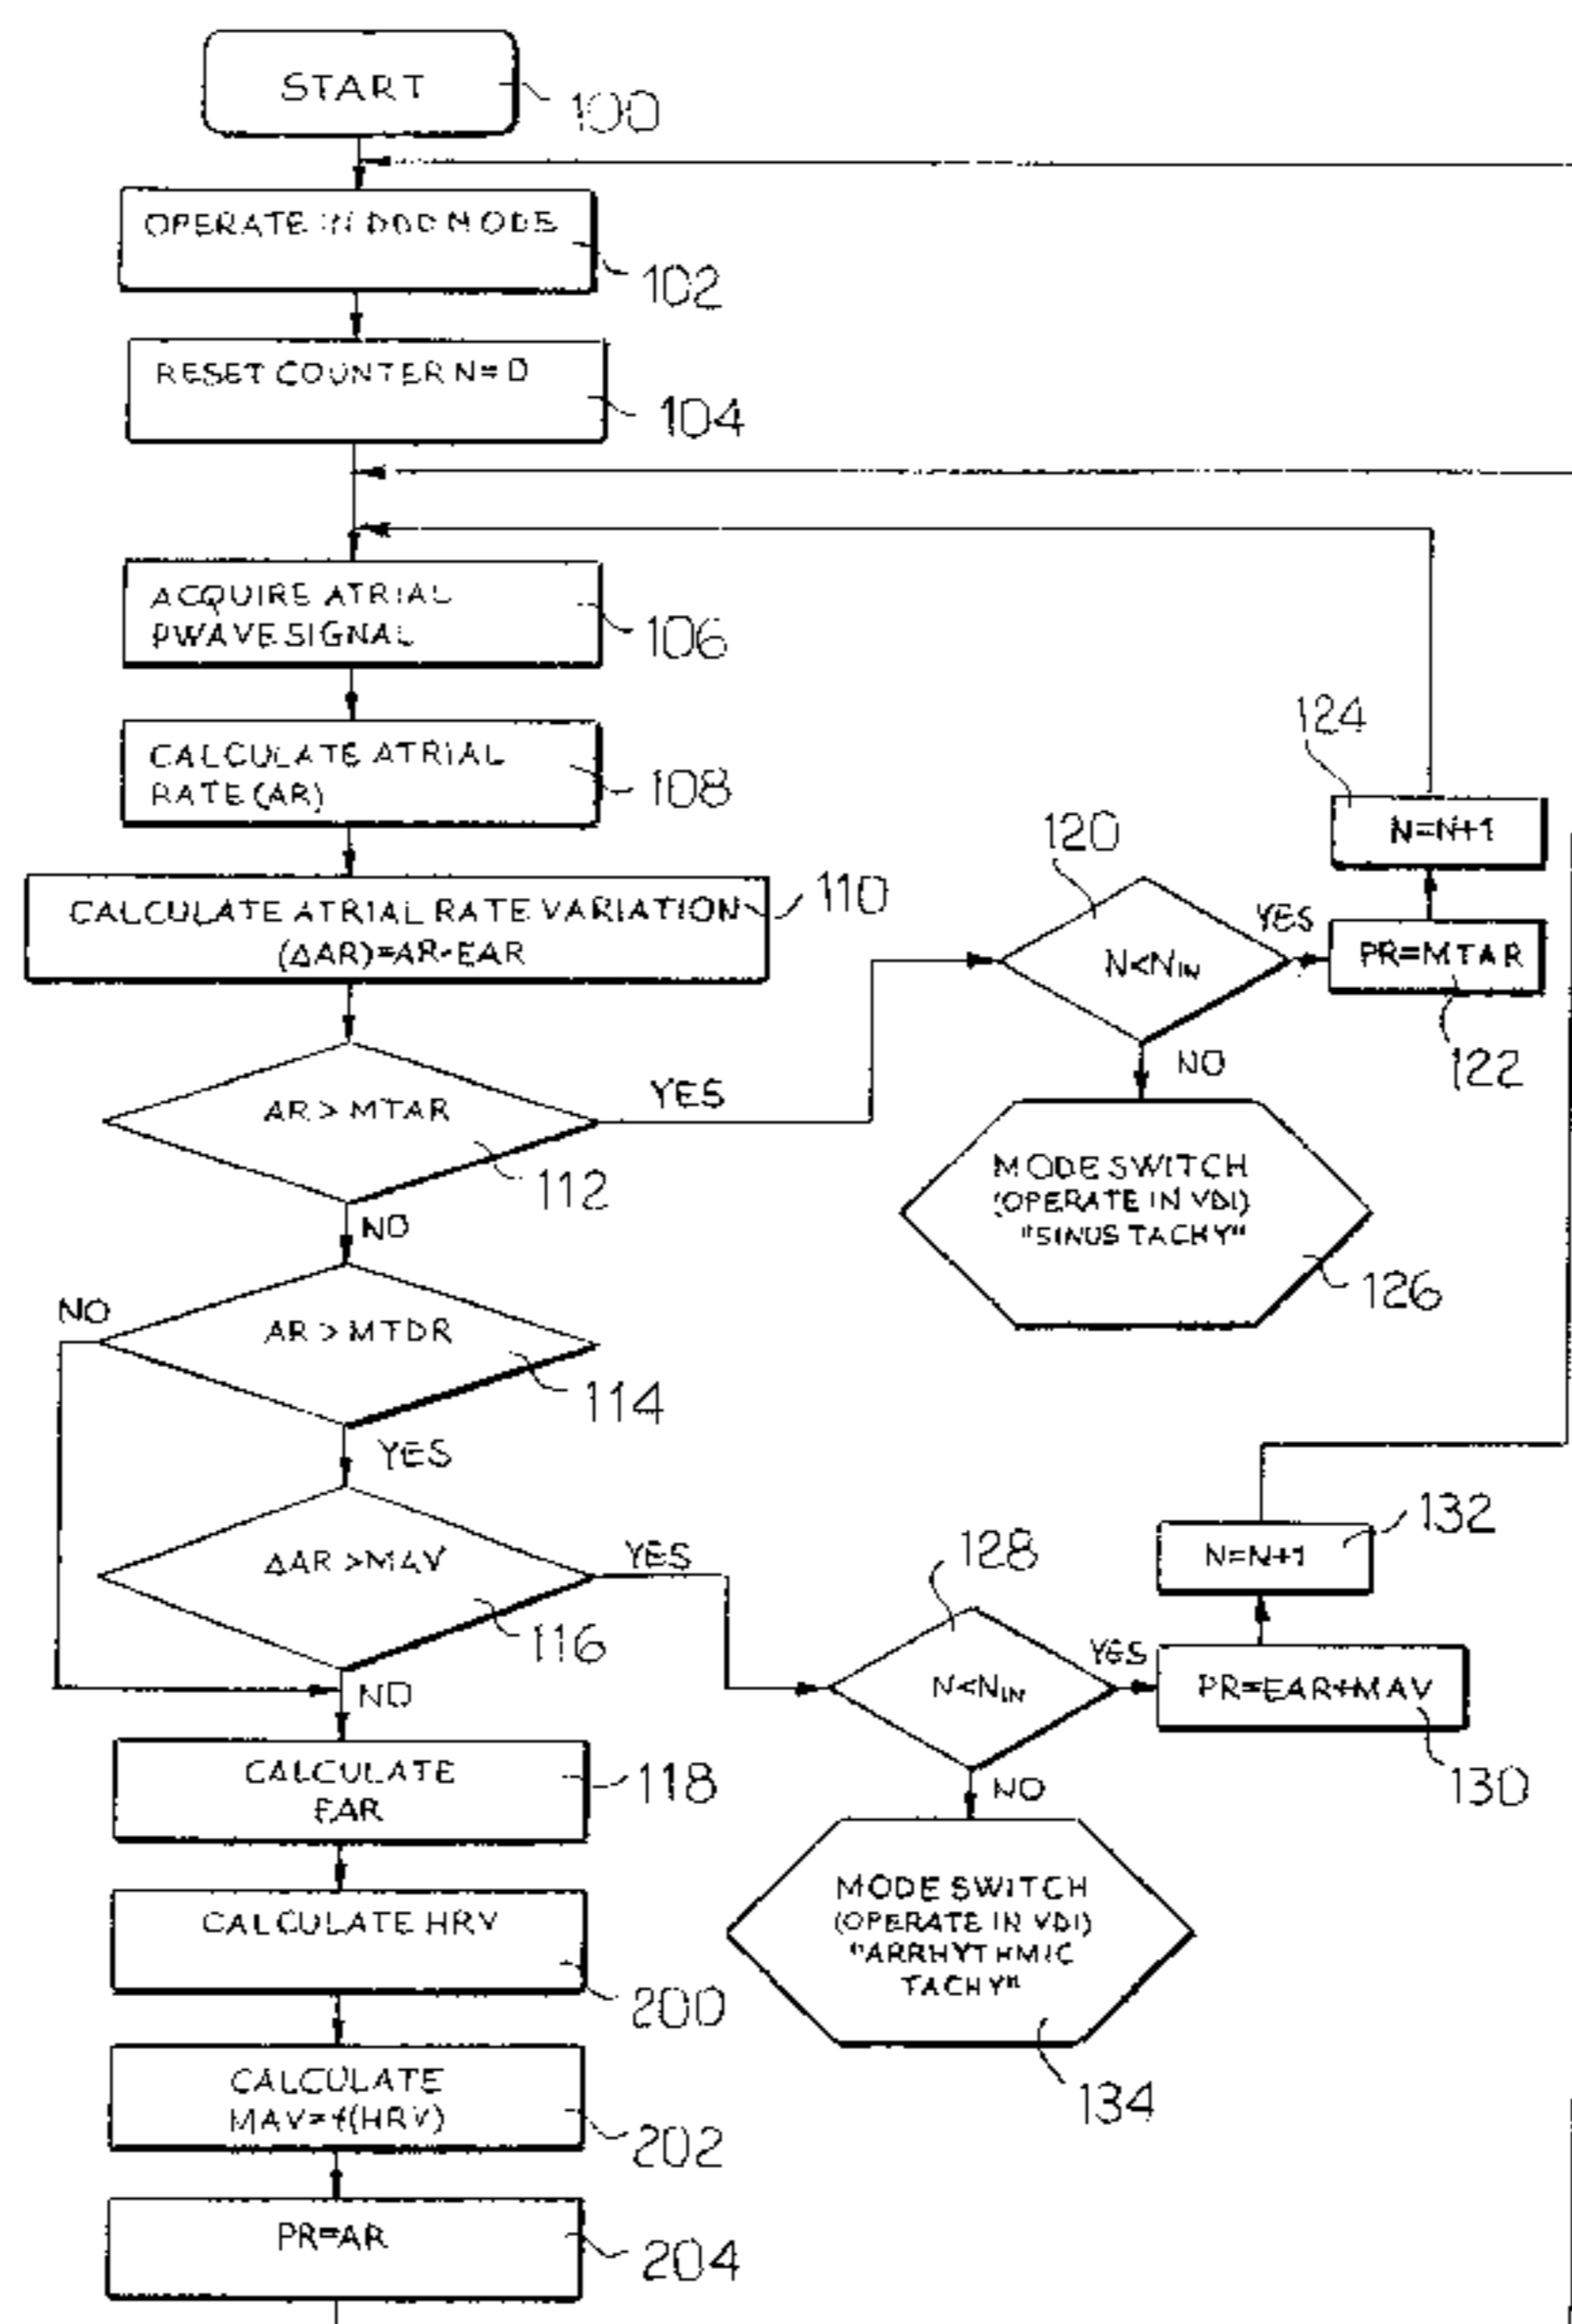 START
100
OPERATE IN DDD MODE
102
RESET COUNTER N=0
104
ACQUIRE ATRIAL
PWAVE SIGNAL
106
CALCULATE ATRIAL
RATE (AR)
108
CALCULATE ATRIAL RATE VARIATION
(ΔAR)=AR-EAR
110
AR > MTAR
YES
112
NO
120
N<N_IN
YES
PR=MTAR
122
124
N=N+1
NO
MODE SWITCH
(OPERATE IN VDI)
"SINUS TACHY"
126
NO
AR > MTDR
114
YES
ΔAR >MAV
YES
116
NO
128
N<N_IN
YES
PR=EAR+MAV
130
N=N+1
132
NO
MODE SWITCH
(OPERATE IN VDI)
"ARRHYTHMIC
TACHY"
134
CALCULATE
EAR
118
CALCULATE HRV
200
CALCULATE
MAV=f(HRV)
202
PR=AR
204